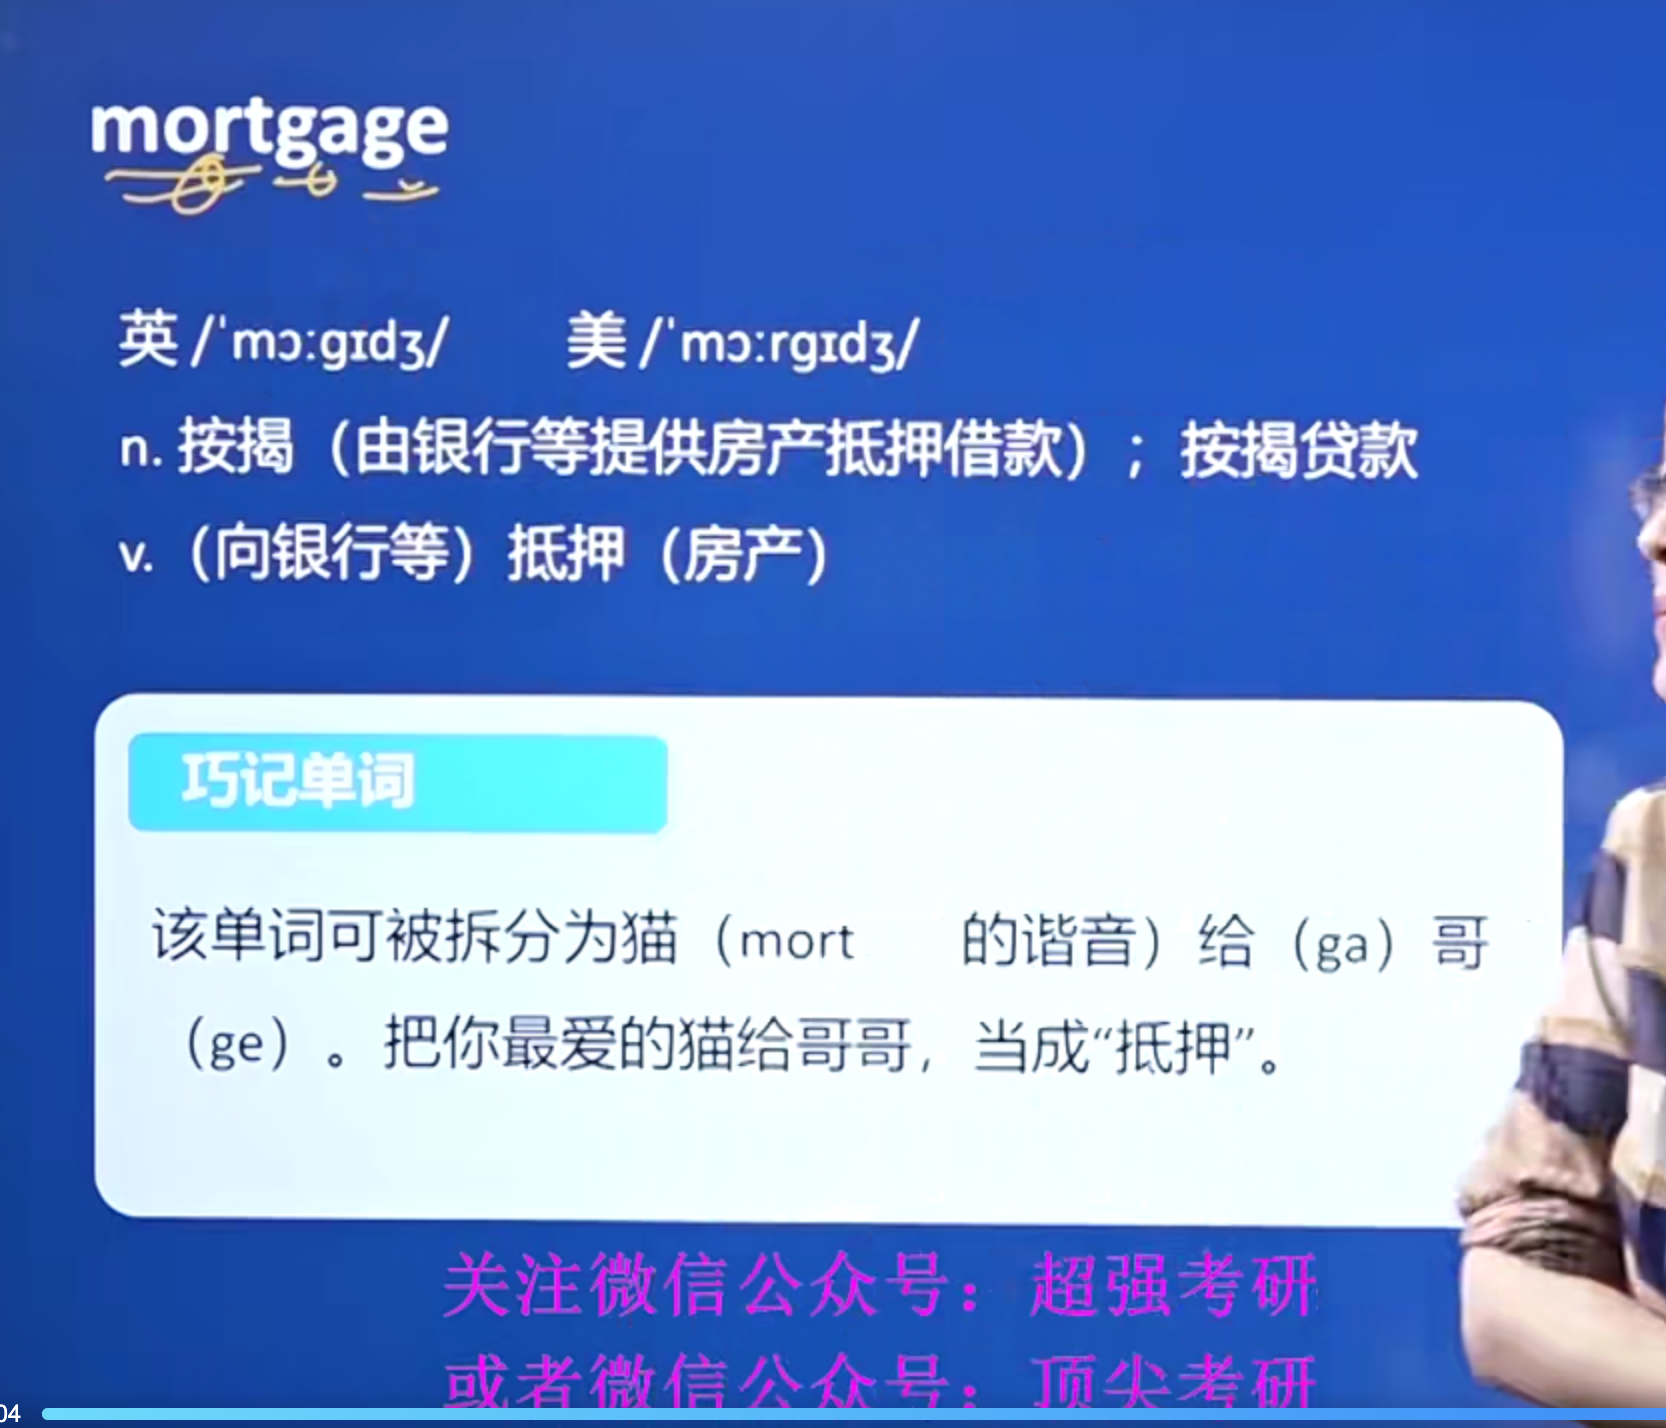 mortgage
英 /ˈmɔːgɪdʒ/ 美 /ˈmɔːrgɪdʒ/
n. 按揭（由银行等提供房产抵押借款）；按揭贷款
v.（向银行等）抵押（房产）
巧记单词
该单词可被拆分为猫（mort 的谐音）给（ga）哥
（ge）。把你最爱的猫给哥哥，当成“抵押”。
关注微信公众号：超强考研
或者微信公众号：顶尖考研
04